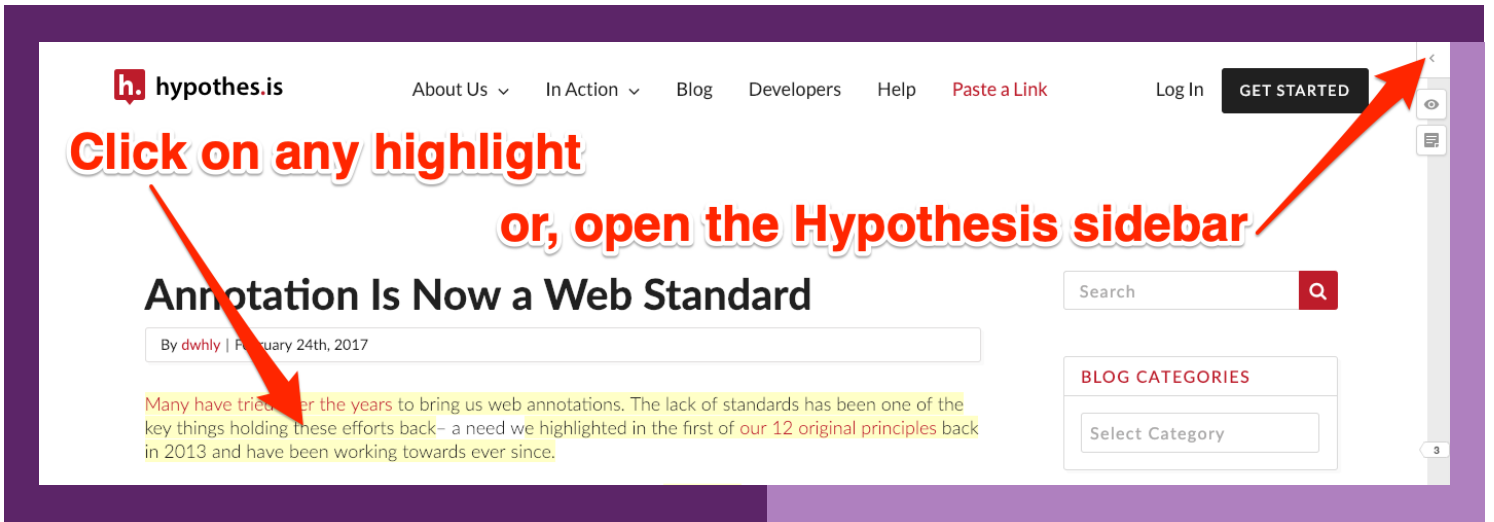 h. hypothes.is
About Us In Action Blog Developers Help Paste a Link Log In GET STARTED
Click on any highlight
or, open the Hypothesis sidebar
Annotation Is Now a Web Standard
Search
By dwhly | February 24th, 2017
BLOG CATEGORIES
Many have tried over the years to bring us web annotations. The lack of standards has been one of the
key things holding these efforts back– a need we highlighted in the first of our 12 original principles back
in 2013 and have been working towards ever since.
Select Category
3